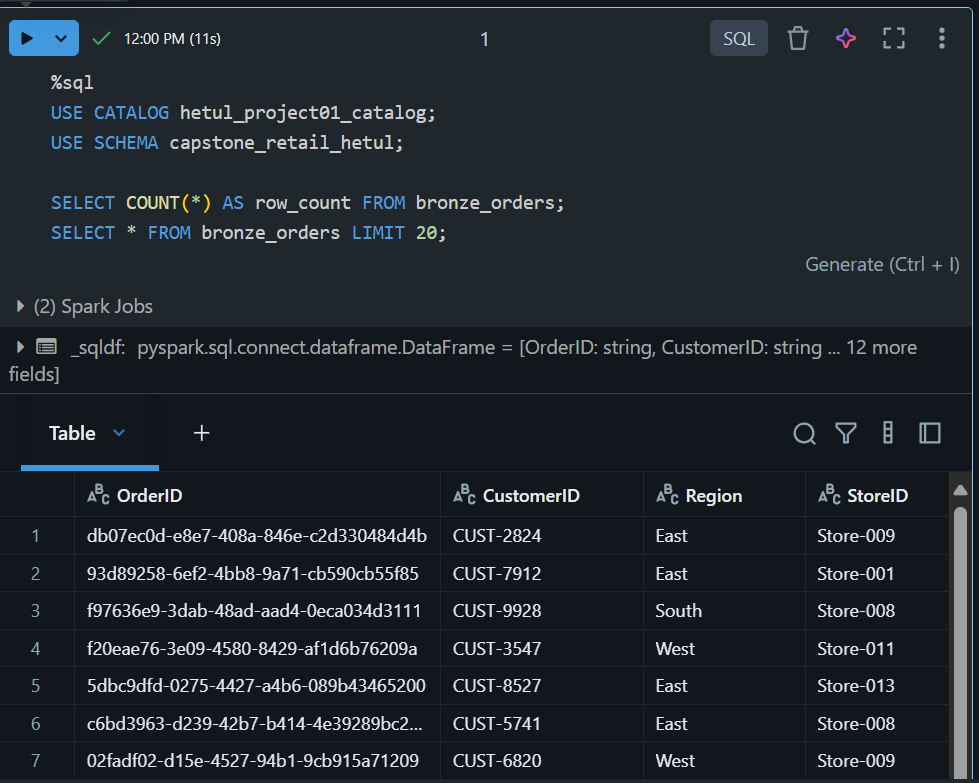 12:00 PM (11s)
1
SQL
%sql
USE CATALOG hetul_project01_catalog;
USE SCHEMA capstone_retail_hetul;
SELECT COUNT(*) AS row_count FROM bronze_orders;
SELECT * FROM bronze_orders LIMIT 20;
Generate (Ctrl + I)
(2) Spark Jobs
_sqldf: pyspark.sql.connect.dataframe.DataFrame = [OrderID: string, CustomerID: string ... 12 more
fields]
Table
+
ABC OrderID ABC CustomerID ABC Region ABC StoreID
1 db07ec0d-e8e7-408a-846e-c2d330484d4b CUST-2824 East Store-009
2 93d89258-6ef2-4bb8-9a71-cb590cb55f85 CUST-7912 East Store-001
3 f97636e9-3dab-48ad-aad4-0eca034d3111 CUST-9928 South Store-008
4 f20eae76-3e09-4580-8429-af1d6b76209a CUST-3547 West Store-011
5 5dbc9dfd-0275-4427-a4b6-089b43465200 CUST-8527 East Store-013
6 c6bd3963-d239-42b7-b414-4e39289bc2... CUST-5741 East Store-008
7 02fadf02-d15e-4527-94b1-9cb915a71209 CUST-6820 West Store-009